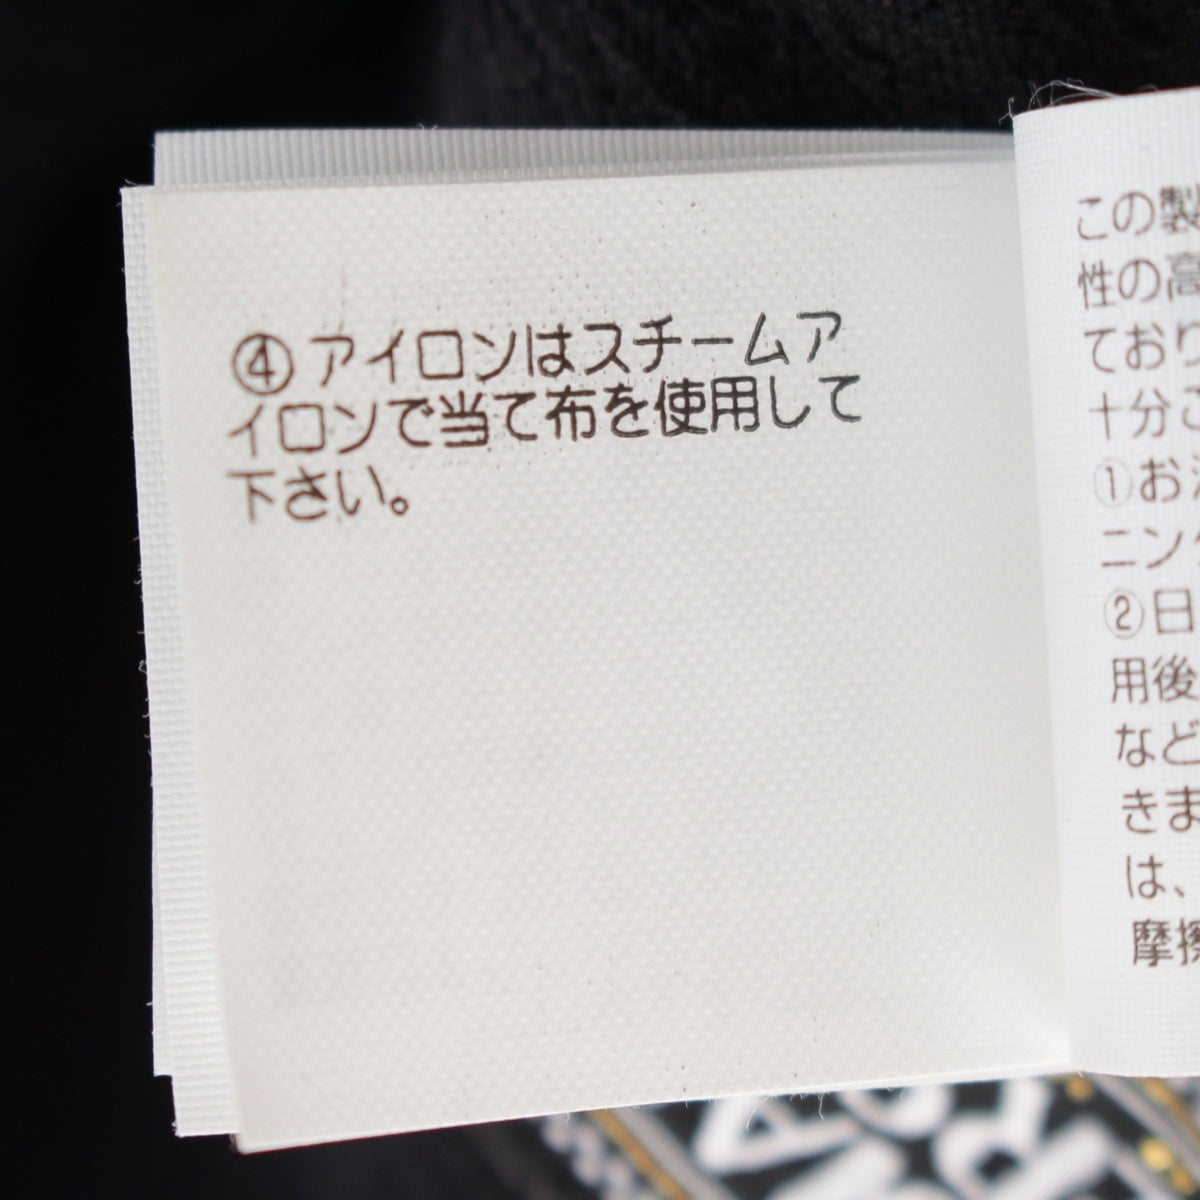 ④アイロンはスチームア
イロンで当て布を使用して
下さい。
この製
性の高
ており
十分ご
①お
ニング
②日
用後
など
きま
は、
摩擦